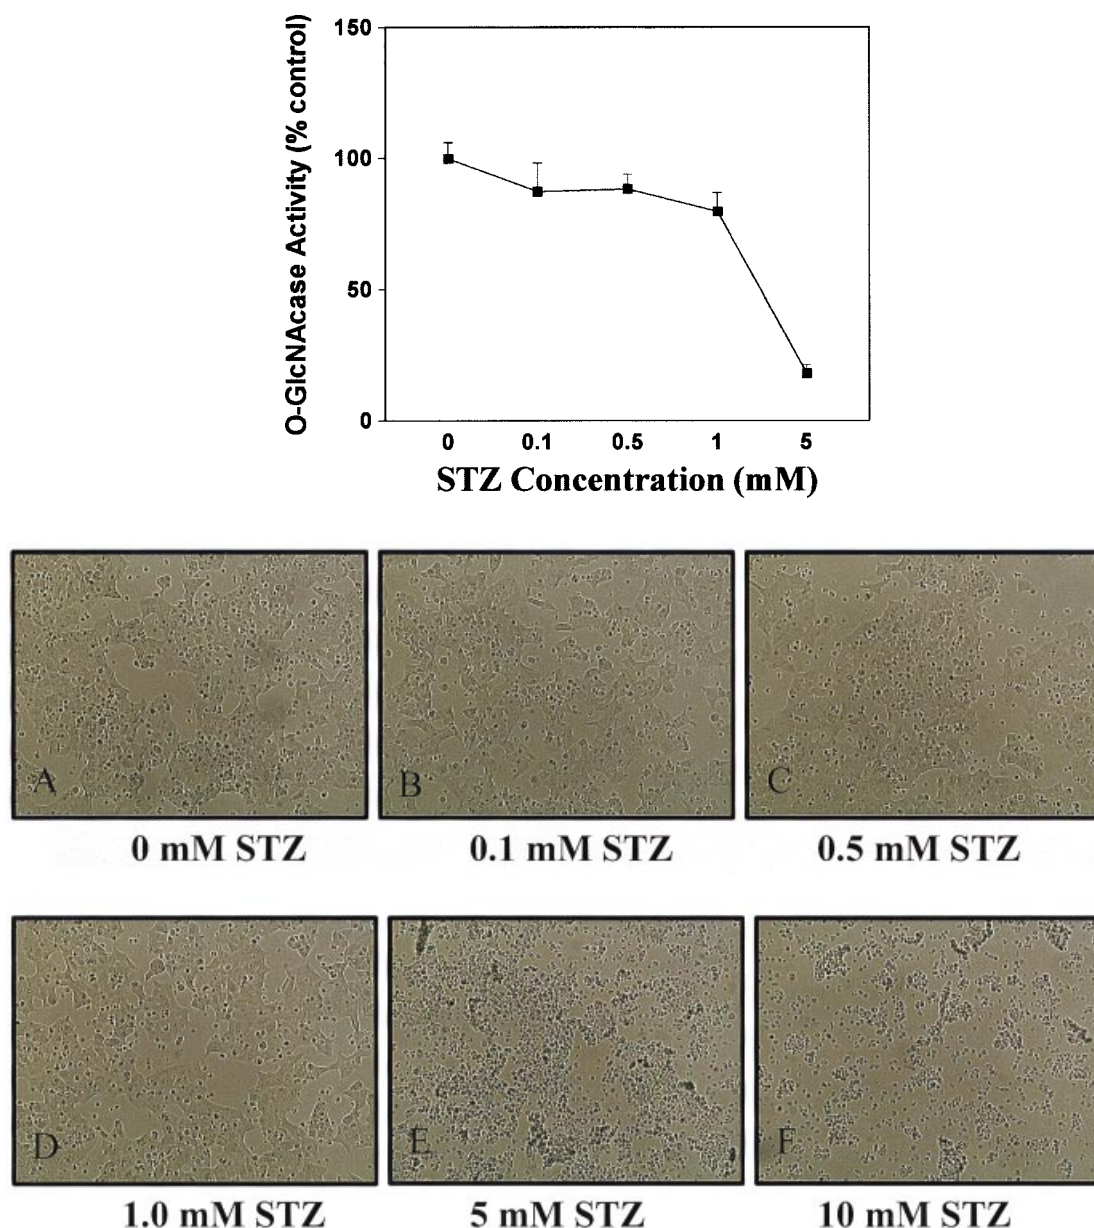 O-GlcNAcase Activity (% control)
150
100
50
0
0 0.1 0.5 1 5
STZ Concentration (mM)
A
B
C
0 mM STZ
0.1 mM STZ
0.5 mM STZ
D
E
F
1.0 mM STZ
5 mM STZ
10 mM STZ